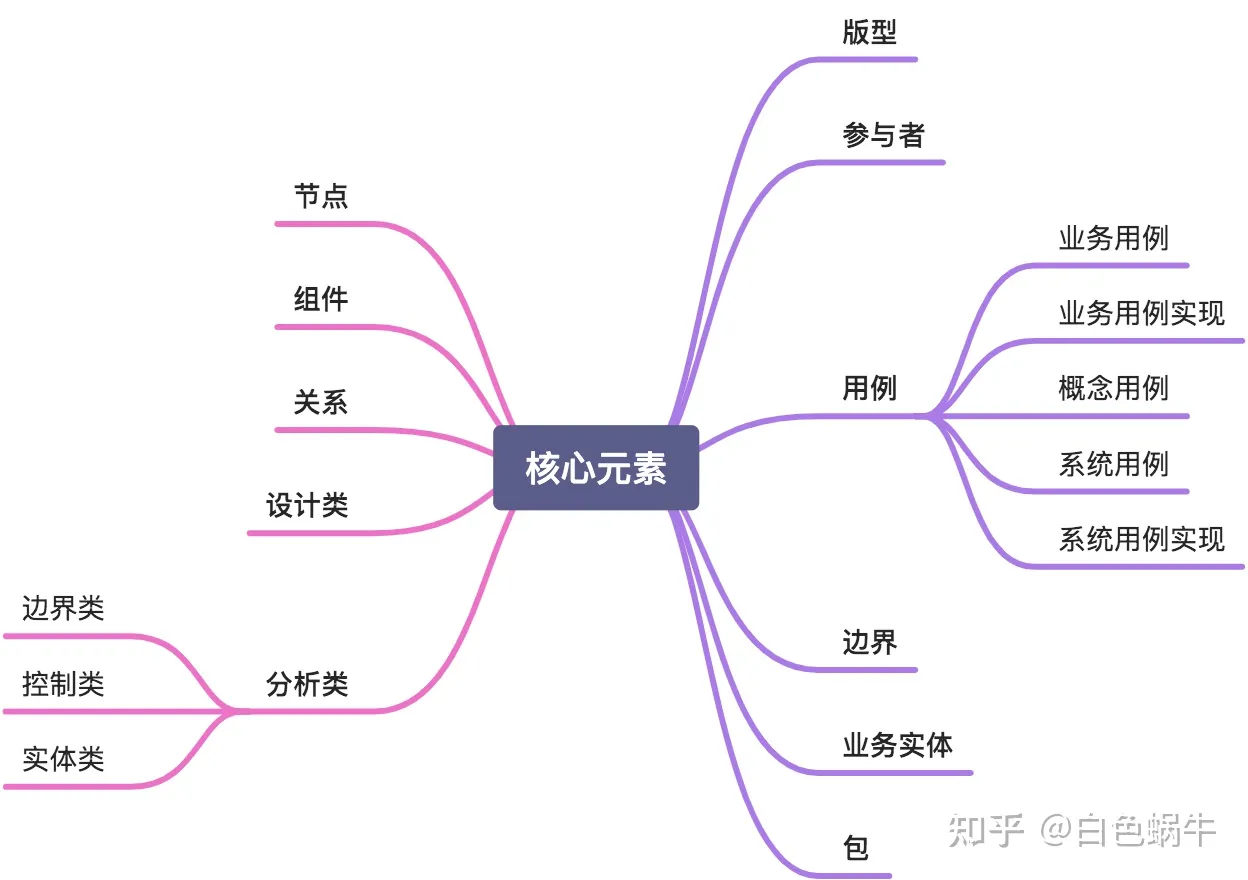 核心元素
版型
参与者
用例
业务用例
业务用例实现
概念用例
系统用例
系统用例实现
边界
业务实体
包
节点
组件
关系
设计类
分析类
边界类
控制类
实体类
知乎 @白色蜗牛